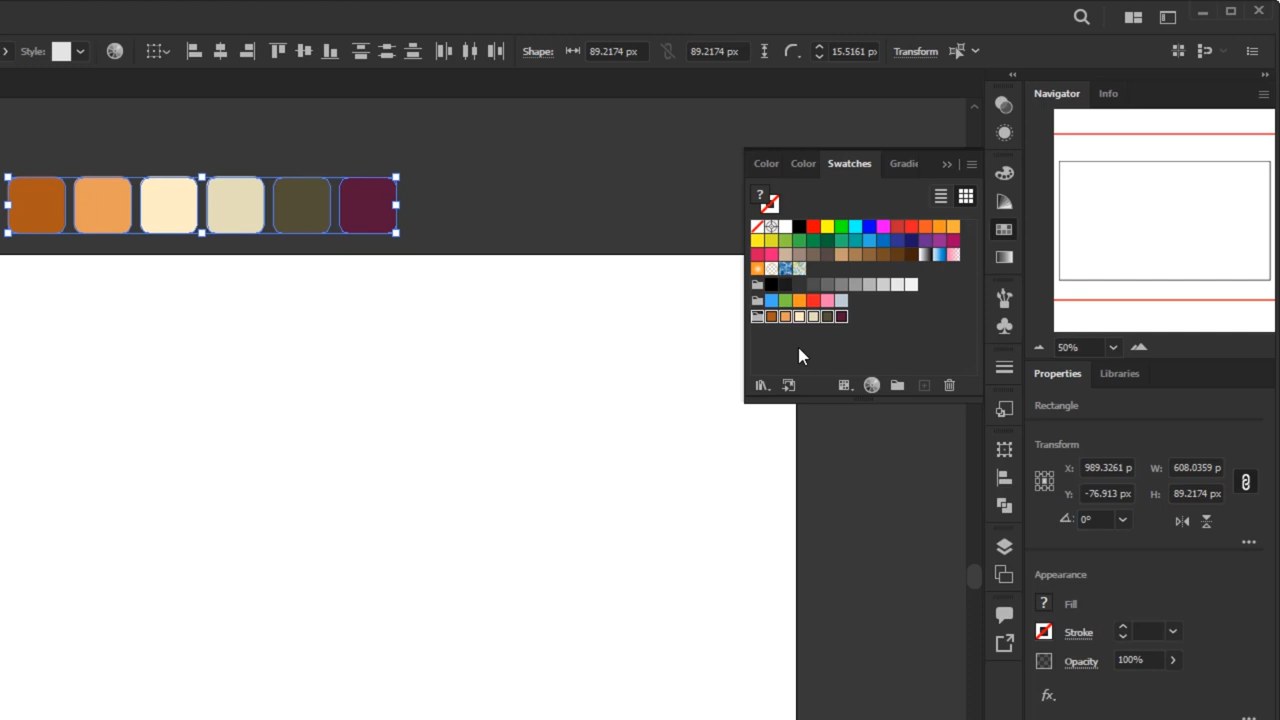 Style:
Shape:
89.2174 px
89.2174 px
15.5161 px
Transform
Navigator
Info
Color
Color
Swatches
Gradi
?
50%
Properties
Libraries
Rectangle
Transform
X:
989.3261 p
W:
608.0359 p
Y:
-76.913 px
H:
89.2174 px
0°
Appearance
?
Fill
Stroke
Opacity
100%
fx.